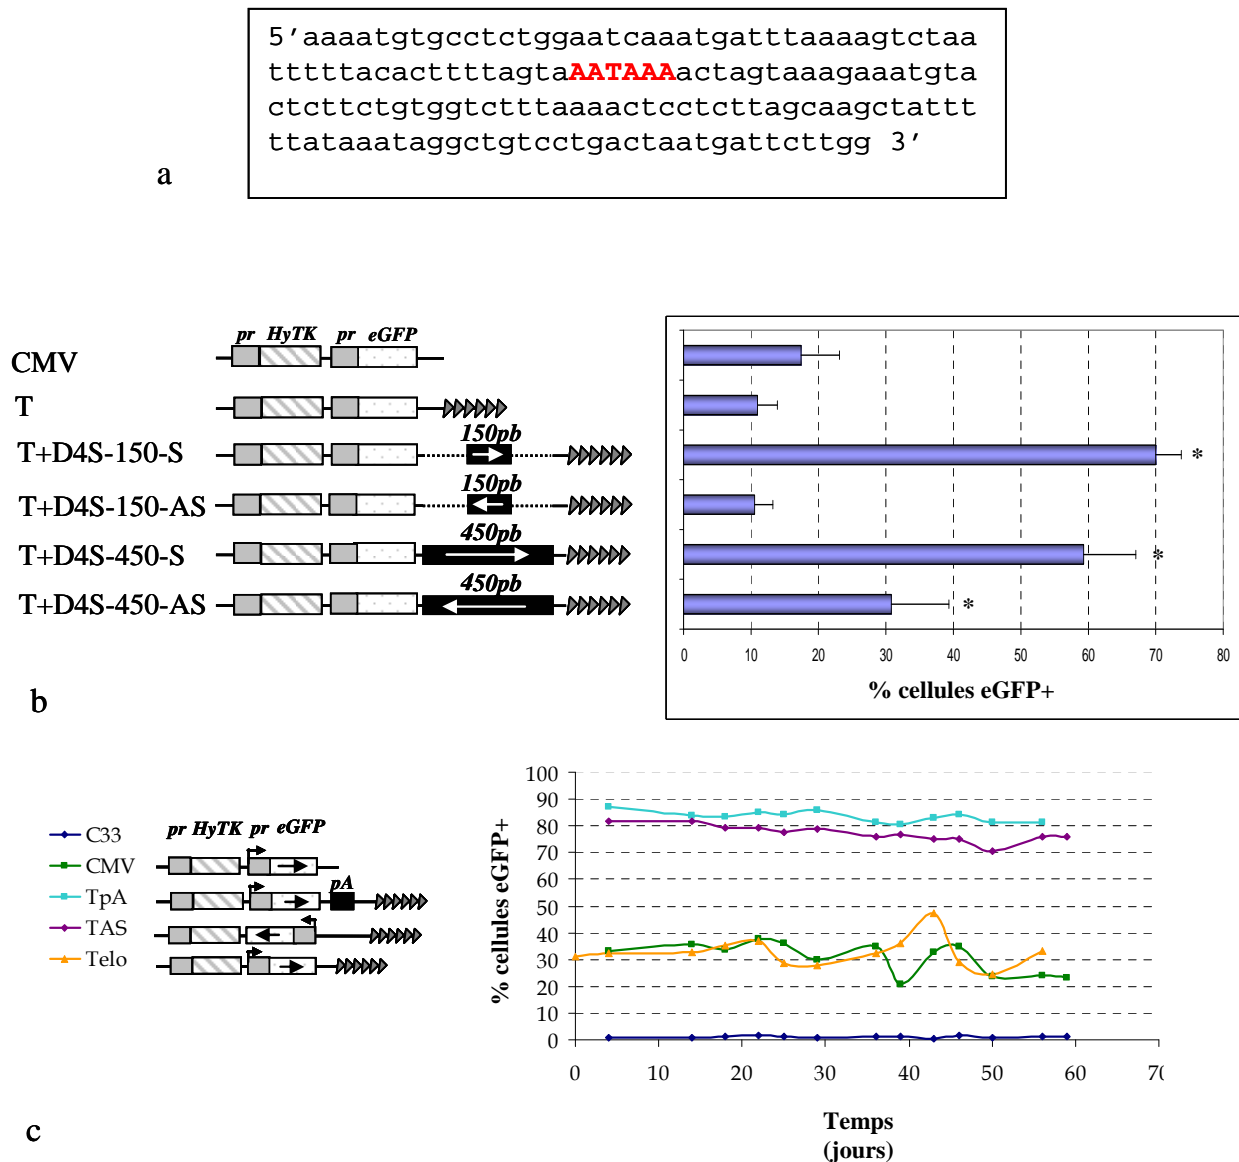 5’aaaatgtgcctctggaatcaaatgatttaaaagtctaa
tttttacacttttagtaAATAAAactagtaaagaaatgta
ctcttctgtggtctttaaaactcctcttagcaagctatttt
ttataaataggctgtcctgactaatgattcttgg 3’
a
pr HyTK pr eGFP
CMV
T
150pb
T+D4S-150-S
150pb
T+D4S-150-AS
450pb
T+D4S-450-S
450pb
T+D4S-450-AS
*
*
*
0 10 20 30 40 50 60 70 80
% cellules eGFP+
b
C33
CMV
TpA
TAS
Telo
pr HyTK pr eGFP
pA
% cellules eGFP+
100
90
80
70
60
50
40
30
20
10
0
0 10 20 30 40 50 60 70
Temps
(jours)
c